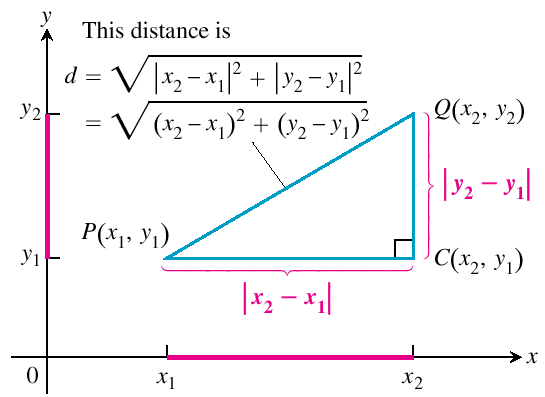 y
This distance is
d = √|x₂ – x₁|² + |y₂ – y₁|²
= √(x₂ – x₁)² + (y₂ – y₁)²
y₂
Q(x₂, y₂)
|y₂ – y₁|
P(x₁, y₁)
y₁
C(x₂, y₁)
|x₂ – x₁|
x
0
x₁
x₂